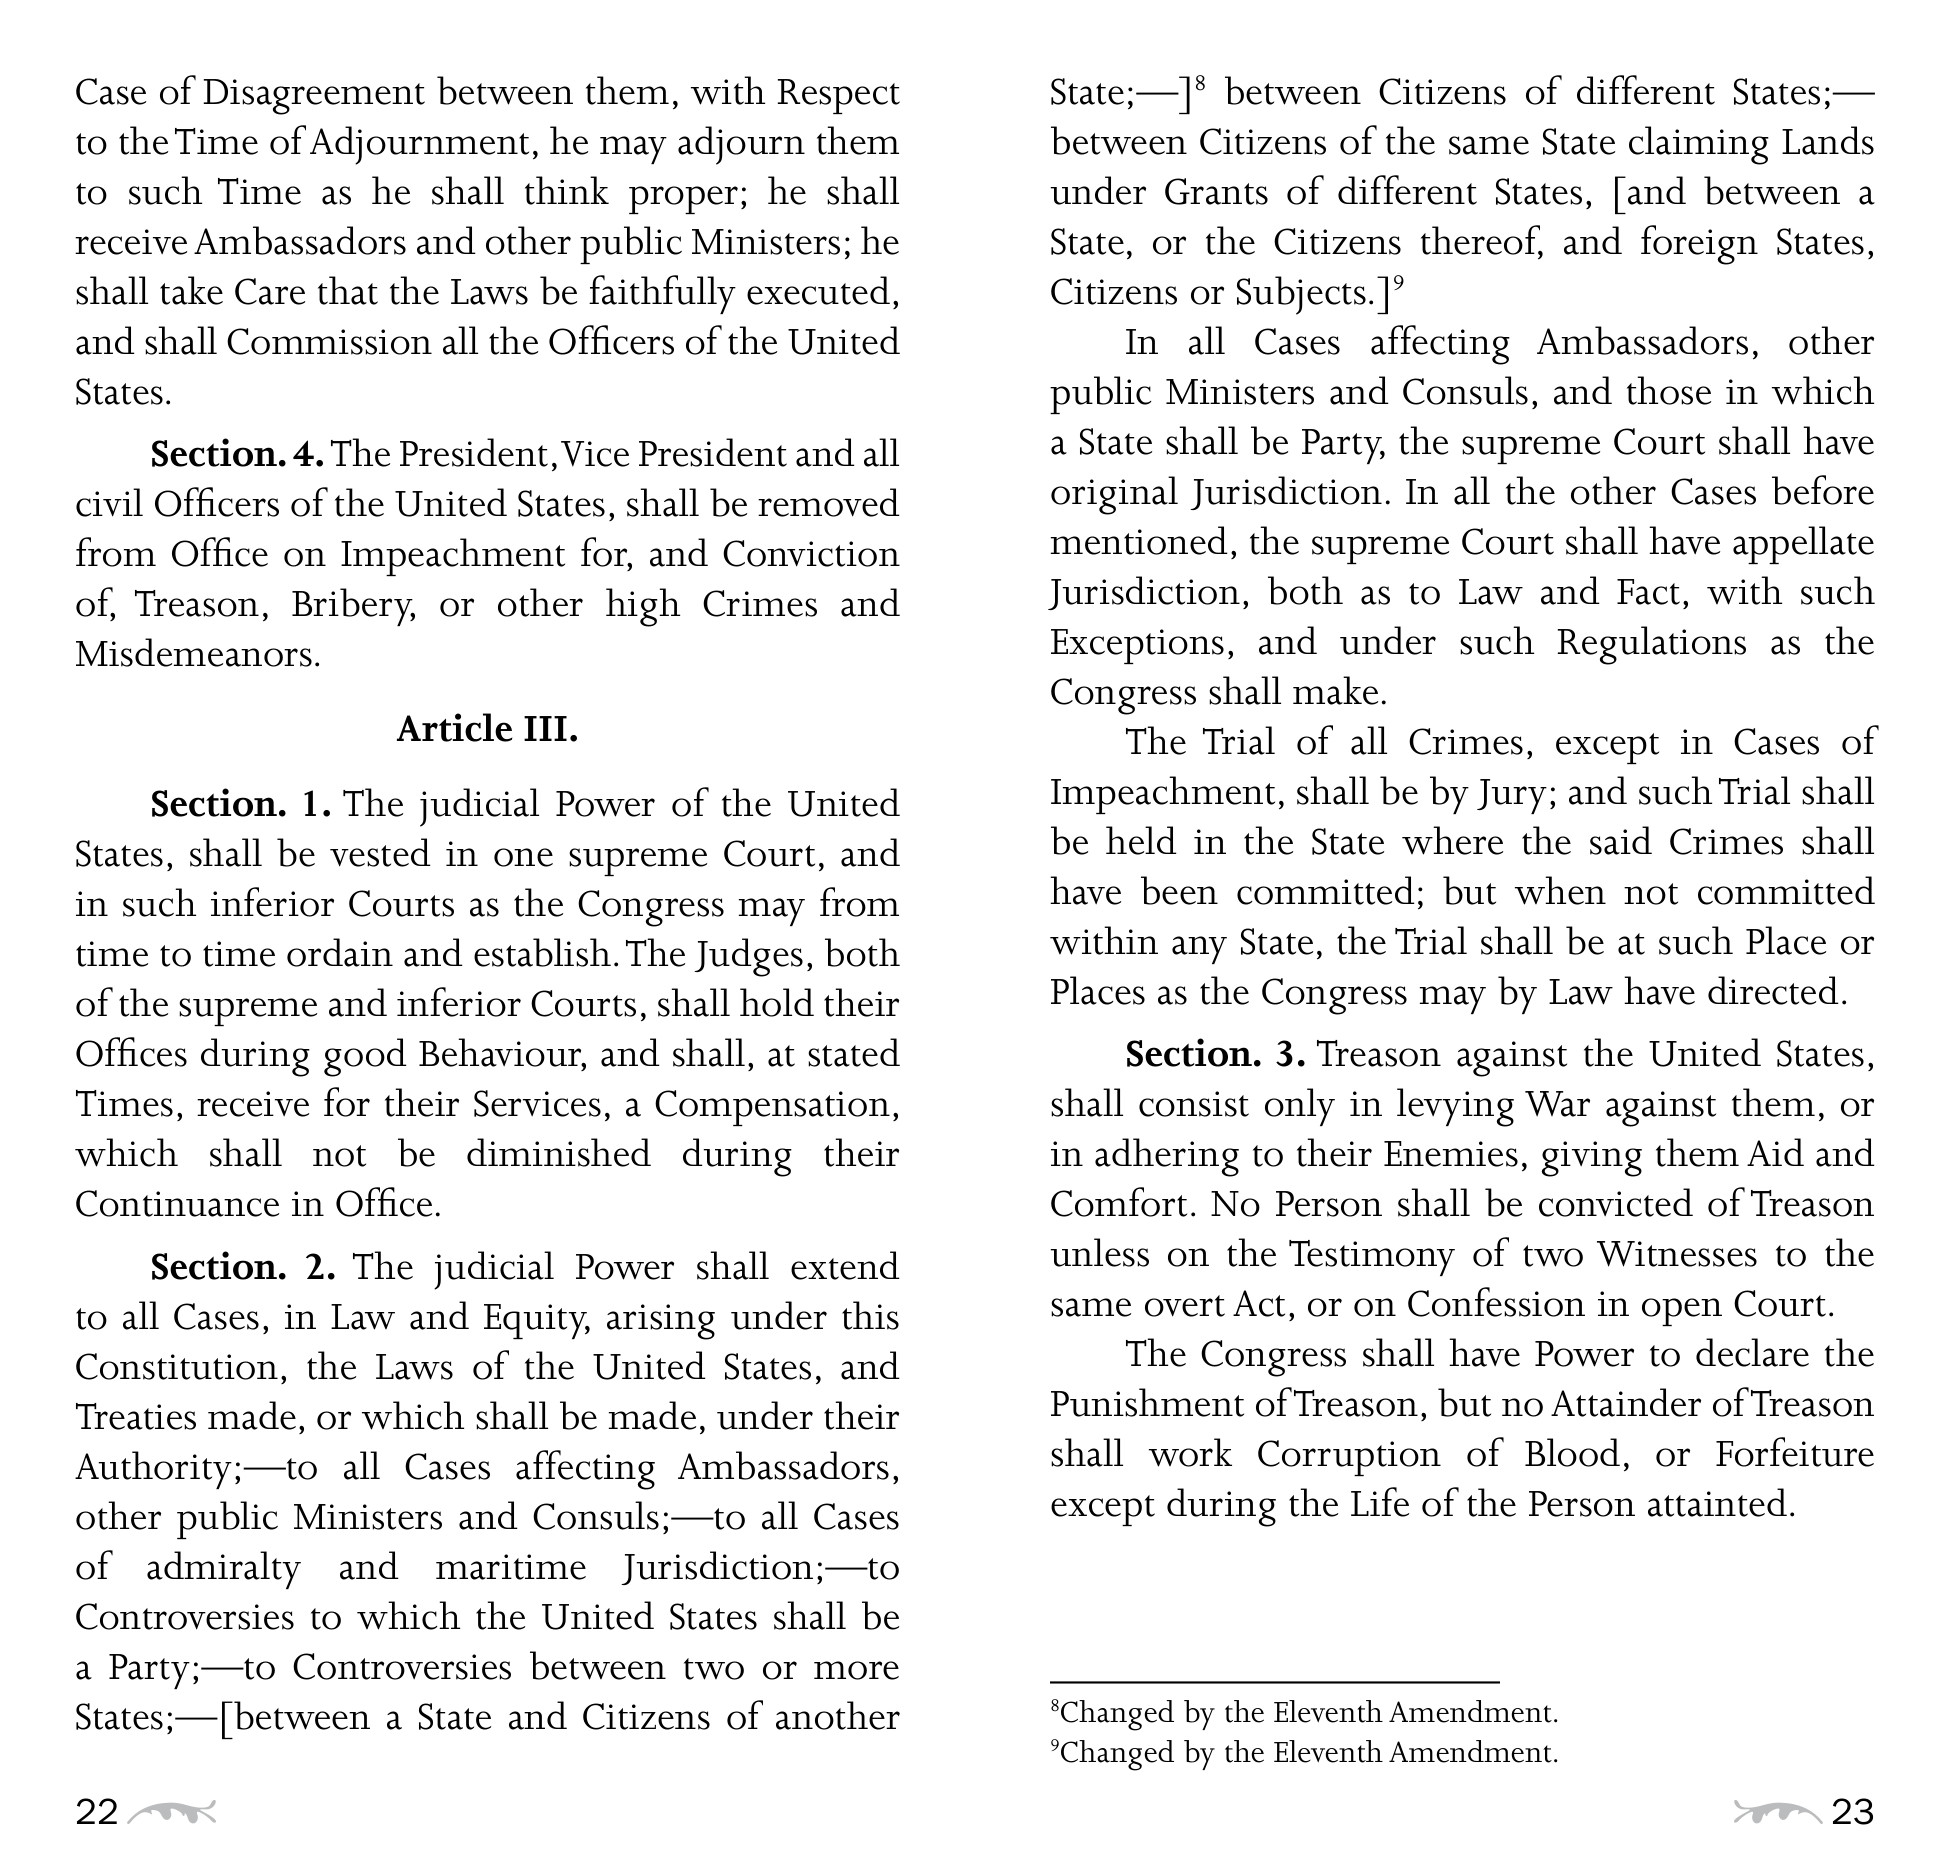 Case of Disagreement between them, with Respect
to the Time of Adjournment, he may adjourn them
to such Time as he shall think proper; he shall
receive Ambassadors and other public Ministers; he
shall take Care that the Laws be faithfully executed,
and shall Commission all the Officers of the United
States.
Section. 4. The President, Vice President and all
civil Officers of the United States, shall be removed
from Office on Impeachment for, and Conviction
of, Treason, Bribery, or other high Crimes and
Misdemeanors.
Article III.
Section. 1. The judicial Power of the United
States, shall be vested in one supreme Court, and
in such inferior Courts as the Congress may from
time to time ordain and establish. The Judges, both
of the supreme and inferior Courts, shall hold their
Offices during good Behaviour, and shall, at stated
Times, receive for their Services, a Compensation,
which shall not be diminished during their
Continuance in Office.
Section. 2. The judicial Power shall extend
to all Cases, in Law and Equity, arising under this
Constitution, the Laws of the United States, and
Treaties made, or which shall be made, under their
Authority;—to all Cases affecting Ambassadors,
other public Ministers and Consuls;—to all Cases
of admiralty and maritime Jurisdiction;—to
Controversies to which the United States shall be
a Party;—to Controversies between two or more
States;—[between a State and Citizens of another
22
State;—]⁸ between Citizens of different States;—
between Citizens of the same State claiming Lands
under Grants of different States, [and between a
State, or the Citizens thereof, and foreign States,
Citizens or Subjects.]⁹
In all Cases affecting Ambassadors, other
public Ministers and Consuls, and those in which
a State shall be Party, the supreme Court shall have
original Jurisdiction. In all the other Cases before
mentioned, the supreme Court shall have appellate
Jurisdiction, both as to Law and Fact, with such
Exceptions, and under such Regulations as the
Congress shall make.
The Trial of all Crimes, except in Cases of
Impeachment, shall be by Jury; and such Trial shall
be held in the State where the said Crimes shall
have been committed; but when not committed
within any State, the Trial shall be at such Place or
Places as the Congress may by Law have directed.
Section. 3. Treason against the United States,
shall consist only in levying War against them, or
in adhering to their Enemies, giving them Aid and
Comfort. No Person shall be convicted of Treason
unless on the Testimony of two Witnesses to the
same overt Act, or on Confession in open Court.
The Congress shall have Power to declare the
Punishment of Treason, but no Attainder of Treason
shall work Corruption of Blood, or Forfeiture
except during the Life of the Person attainted.
⁸Changed by the Eleventh Amendment.
⁹Changed by the Eleventh Amendment.
23